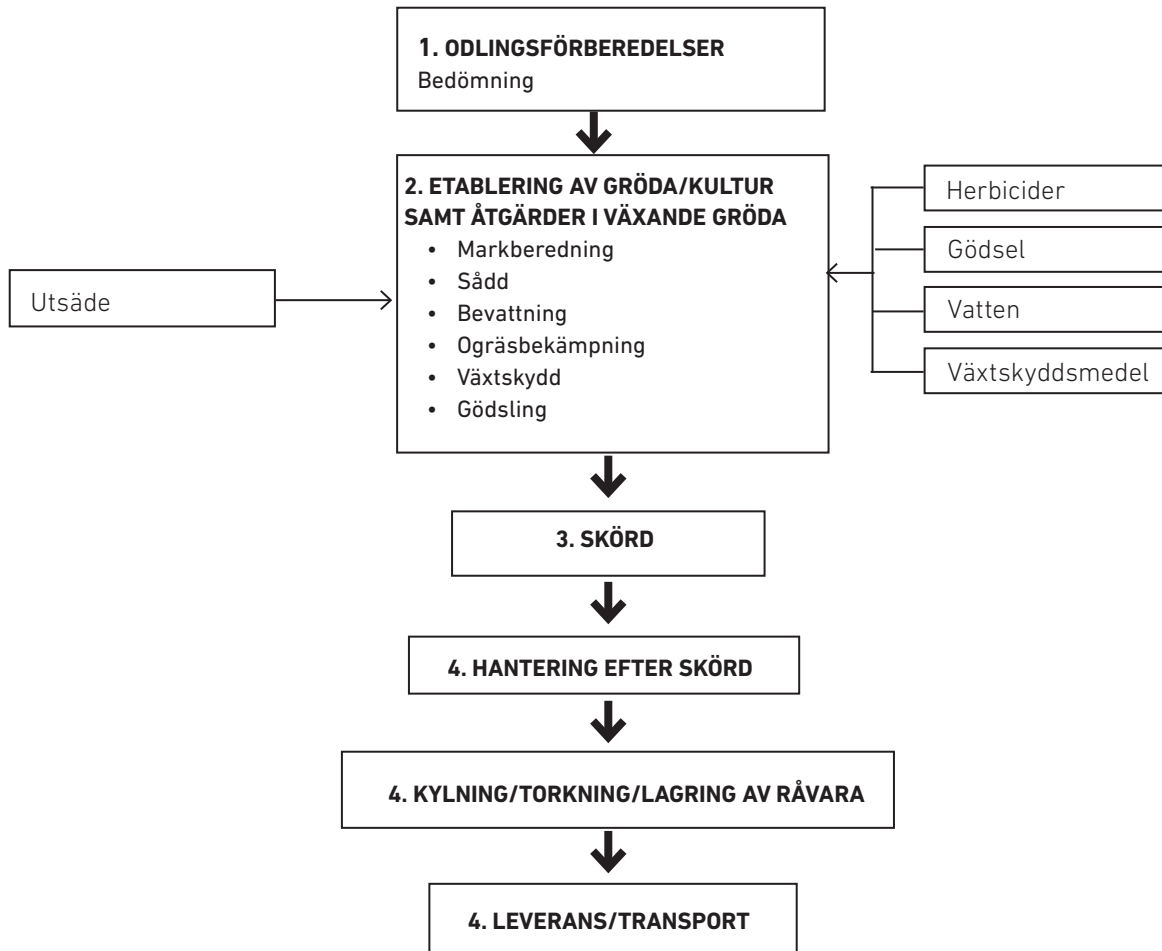 1. ODLINGSFÖRBEREDELSER
Bedömning
2. ETABLERING AV GRÖDA/KULTUR
SAMT ÅTGÄRDER I VÄXANDE GRÖDA
• Markberedning
• Sådd
• Bevattning
• Ogräsbekämpning
• Växtskydd
• Gödsling
Utsäde
Herbicider
Gödsel
Vatten
Växtskyddsmedel
3. SKÖRD
4. HANTERING EFTER SKÖRD
4. KYLNING/TORKNING/LAGRING AV RÅVARA
4. LEVERANS/TRANSPORT